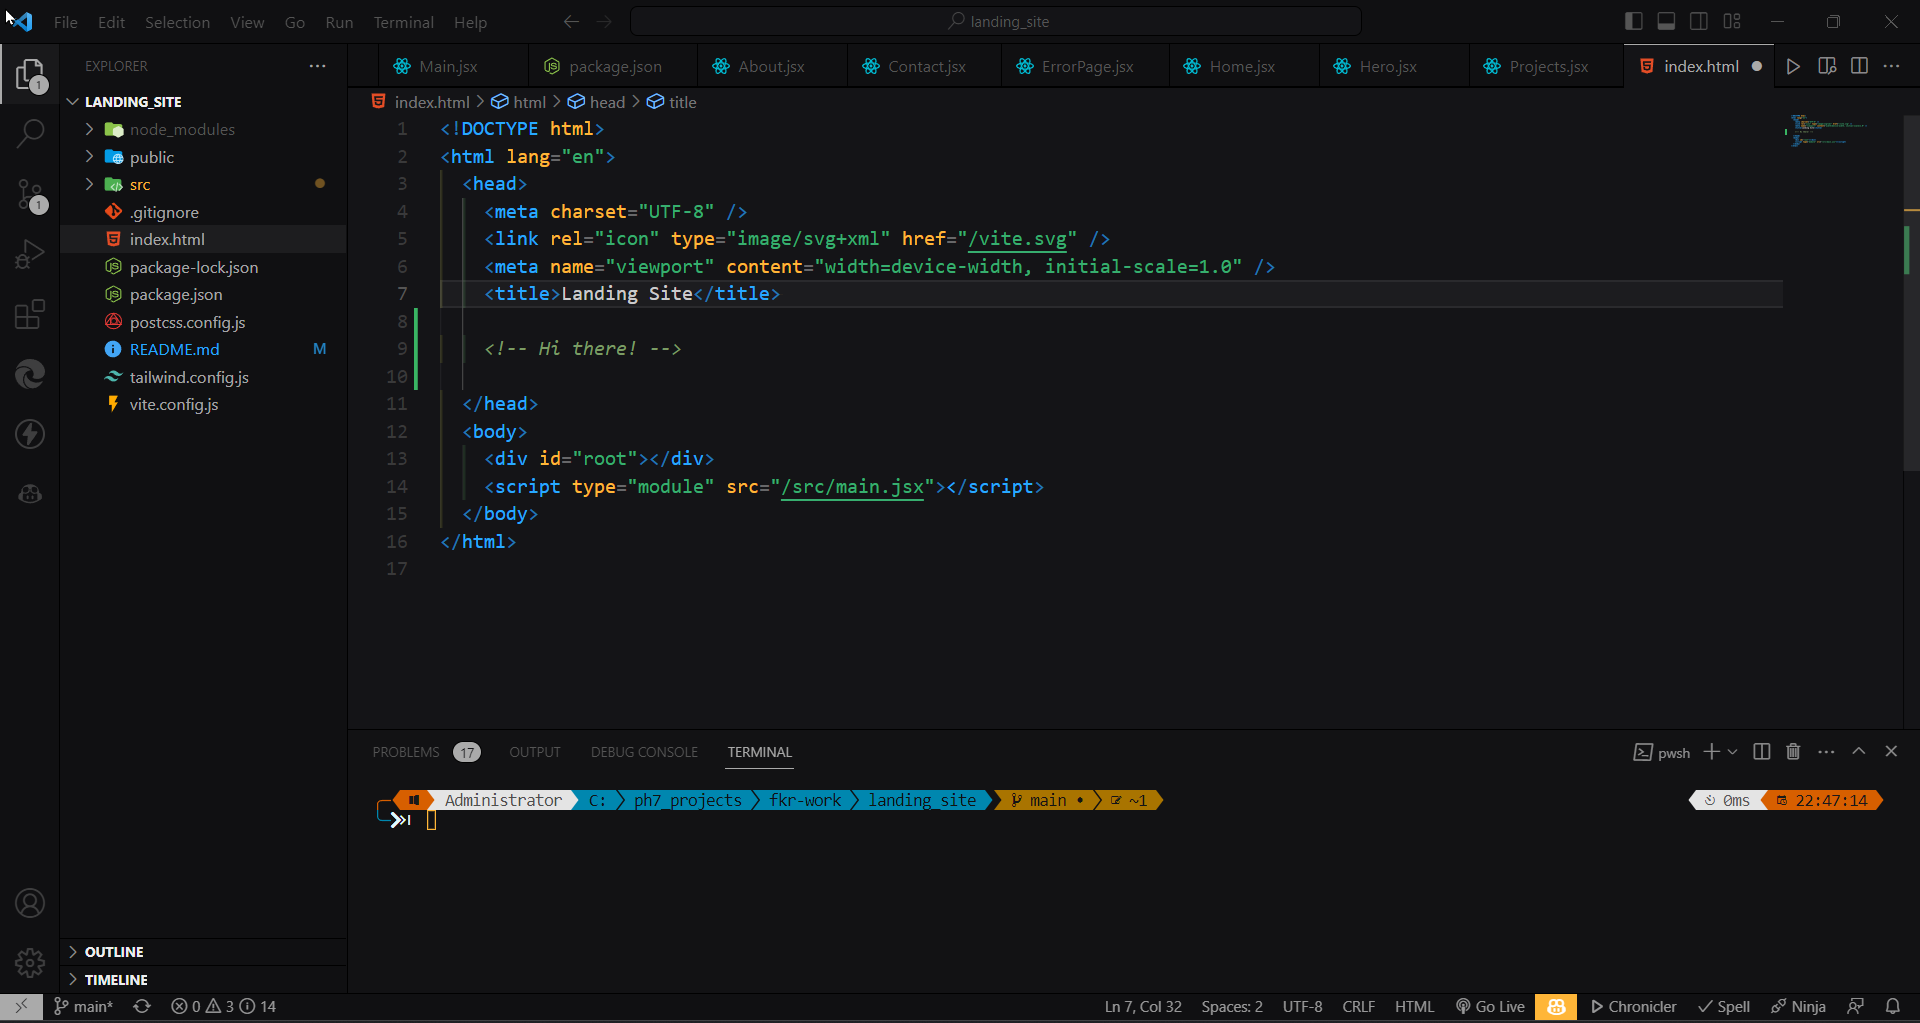 File Edit Selection View Go Run Terminal Help landing_site
EXPLORER
1
LANDING_SITE
node_modules
public
src
.gitignore
index.html
package-lock.json
package.json
postcss.config.js
README.md M
tailwind.config.js
vite.config.js
1
OUTLINE
TIMELINE
Main.jsx package.json About.jsx Contact.jsx ErrorPage.jsx Home.jsx Hero.jsx Projects.jsx index.html
index.html > html > head > title
1 <!DOCTYPE html>
2 <html lang="en">
3 <head>
4 <meta charset="UTF-8" />
5 <link rel="icon" type="image/svg+xml" href="/vite.svg" />
6 <meta name="viewport" content="width=device-width, initial-scale=1.0" />
7 <title>Landing Site</title>
8
9 <!-- Hi there! -->
10
11 </head>
12 <body>
13 <div id="root"></div>
14 <script type="module" src="/src/main.jsx"></script>
15 </body>
16 </html>
17
PROBLEMS 17 OUTPUT DEBUG CONSOLE TERMINAL pwsh
Administrator C: ph7_projects fkr-work landing_site main • ~1 0ms 22:47:14
main* 0 3 14 Ln 7, Col 32 Spaces: 2 UTF-8 CRLF HTML Go Live Chronicler Spell Ninja